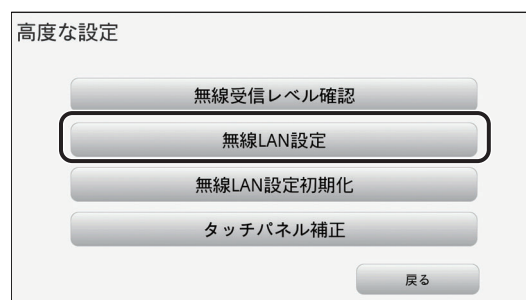 高度な設定
無線受信レベル確認
無線LAN設定
無線LAN設定初期化
タッチパネル補正
戻る